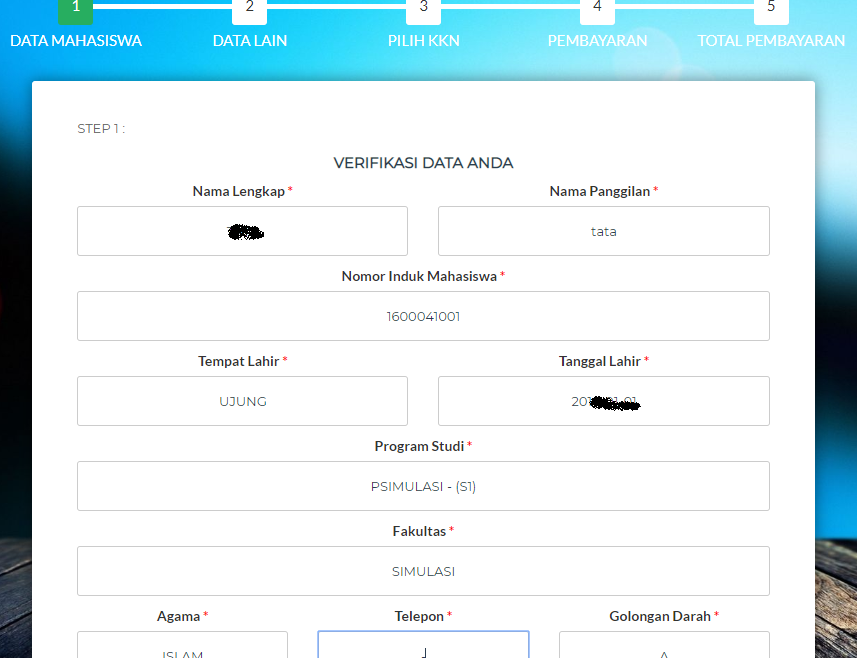 1 2 3 4 5
DATA MAHASISWA DATA LAIN PILIH KKN PEMBAYARAN TOTAL PEMBAYARAN
STEP 1 :
VERIFIKASI DATA ANDA
Nama Lengkap * Nama Panggilan *
tata
Nomor Induk Mahasiswa *
1600041001
Tempat Lahir * Tanggal Lahir *
UJUNG
Program Studi *
PSIMULASI - (S1)
Fakultas *
SIMULASI
Agama * Telepon * Golongan Darah *
ISLAM A